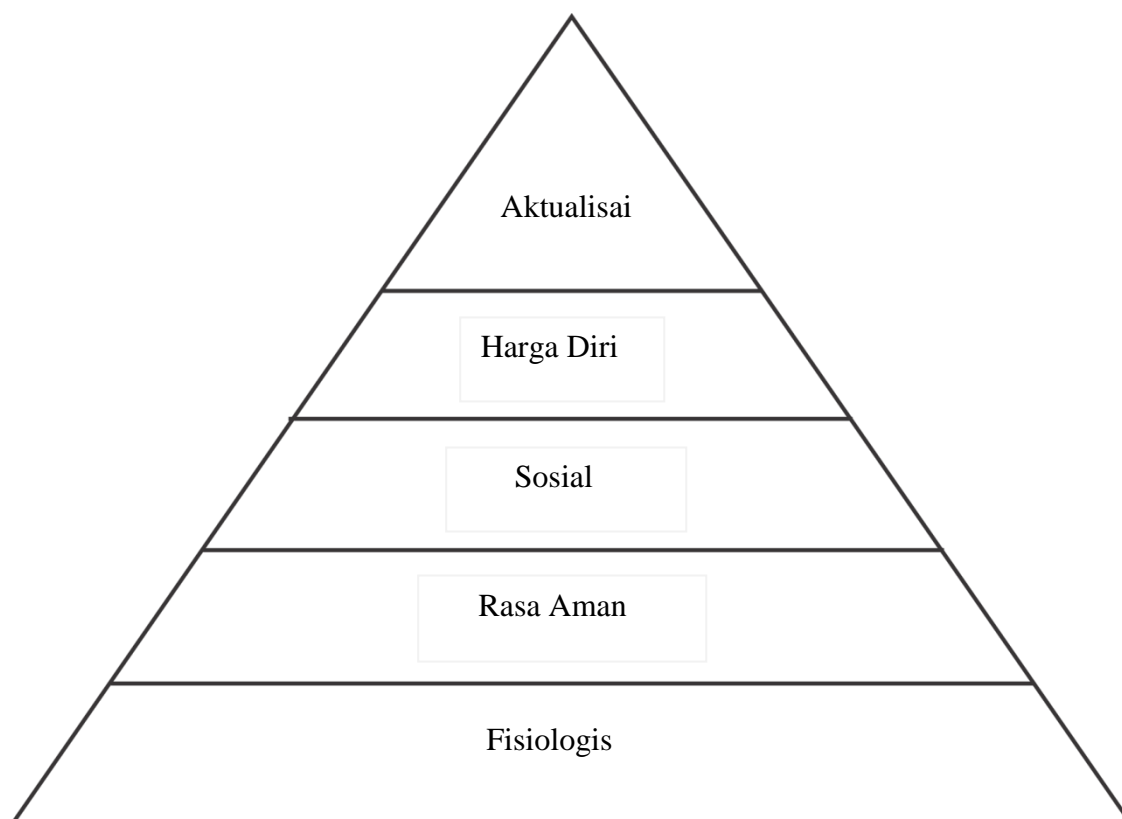 Aktualisai
Harga Diri
Sosial
Rasa Aman
Fisiologis